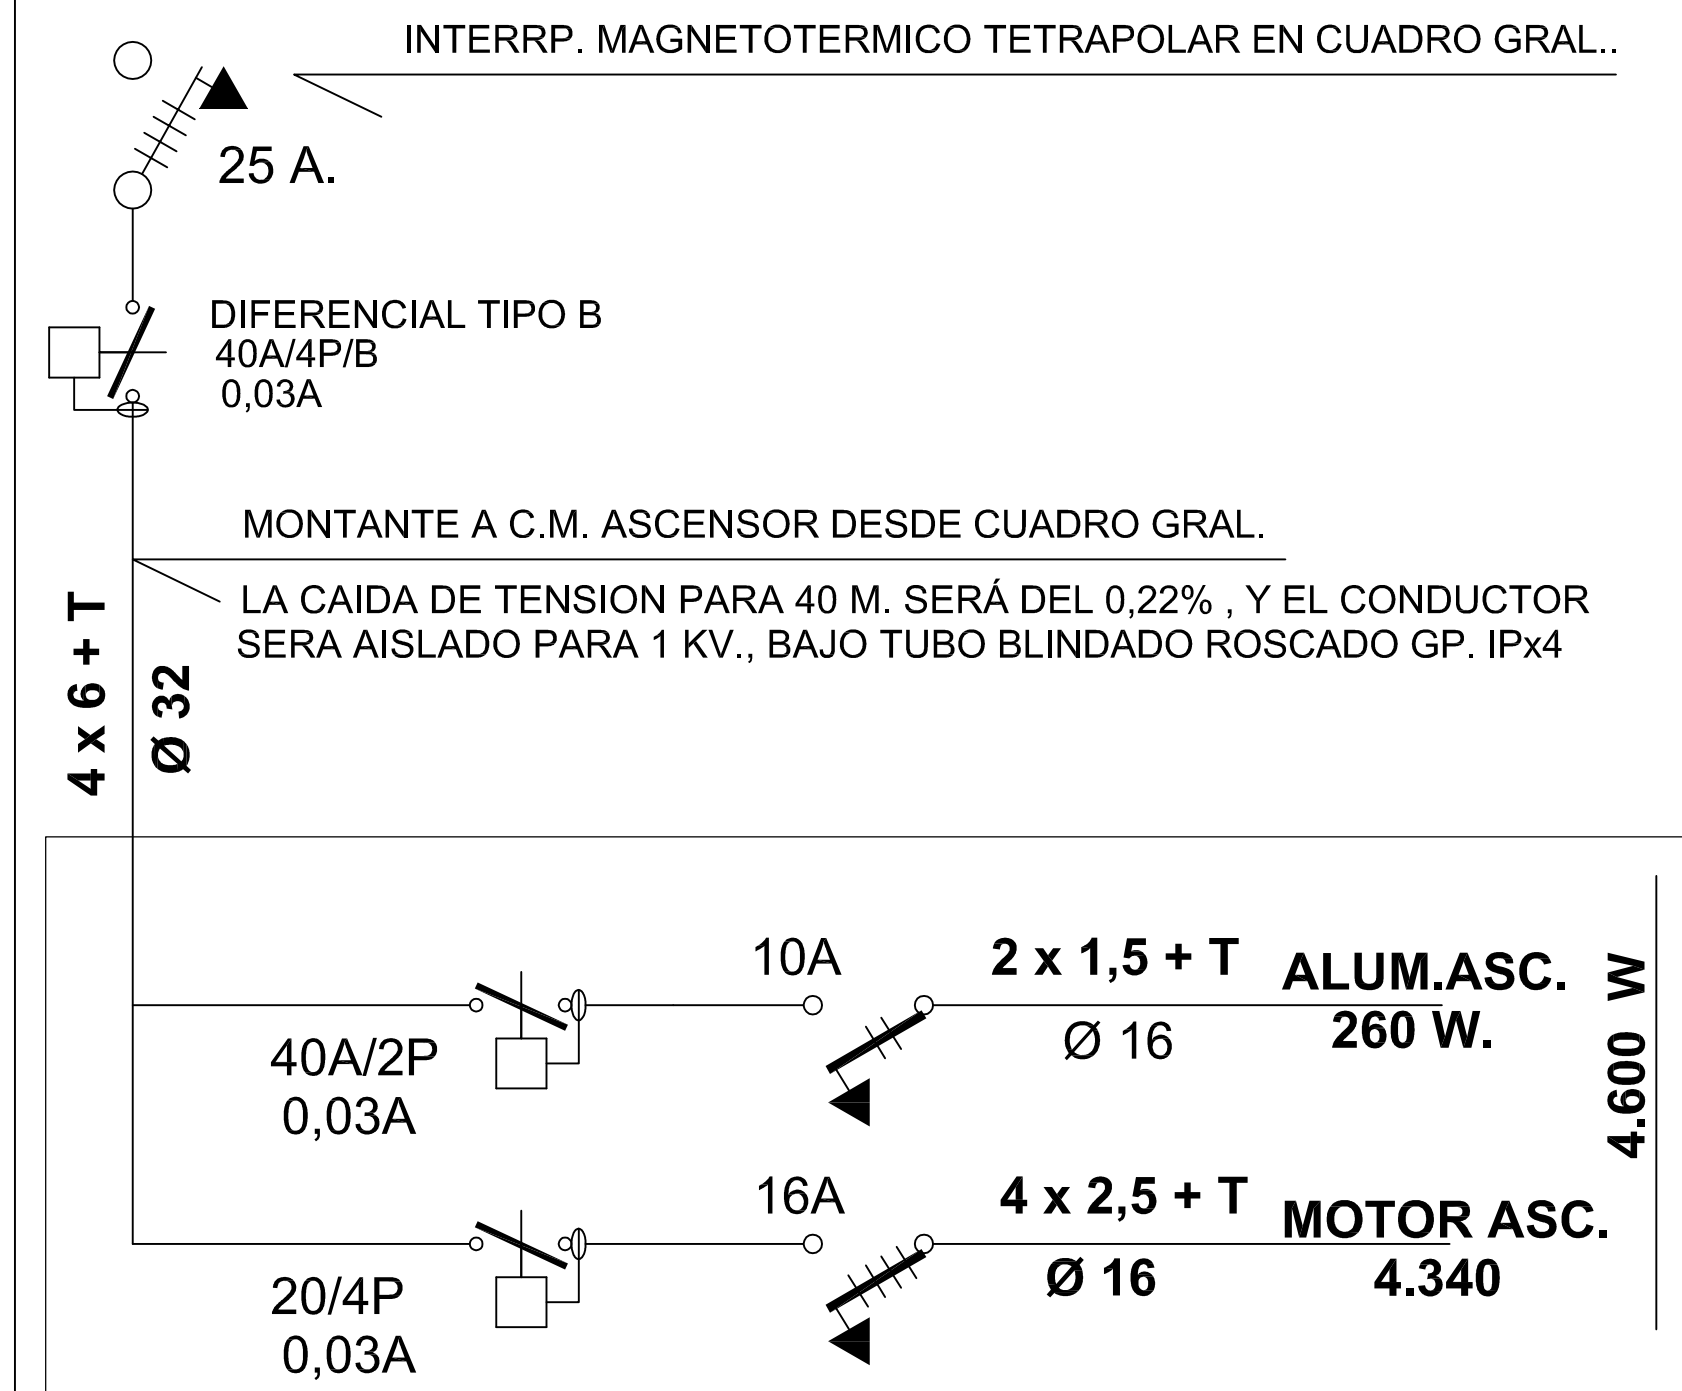 INTERRP. MAGNETOTERMICO TETRAPOLAR EN CUADRO GRAL..
25 A.
DIFERENCIAL TIPO B
40A/4P/B
0,03A
MONTANTE A C.M. ASCENSOR DESDE CUADRO GRAL.
LA CAIDA DE TENSION PARA 40 M. SERÁ DEL 0,22% , Y EL CONDUCTOR
SERA AISLADO PARA 1 KV., BAJO TUBO BLINDADO ROSCADO GP. IPx4
4 x 6 + T
Ø 32
10A
2 x 1,5 + T
ALUM.ASC.
40A/2P
0,03A
Ø 16
260 W.
4.600 W
16A
4 x 2,5 + T
MOTOR ASC.
20/4P
0,03A
Ø 16
4.340